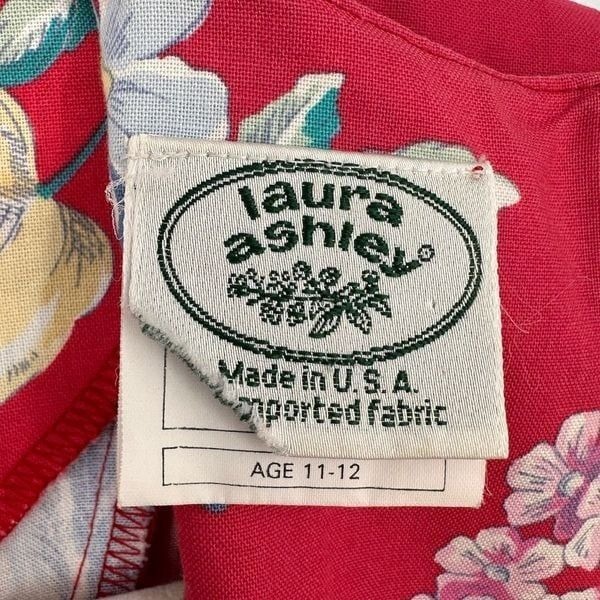 laura
ashley®
Made in U.S.A.
imported fabric
AGE 11-12